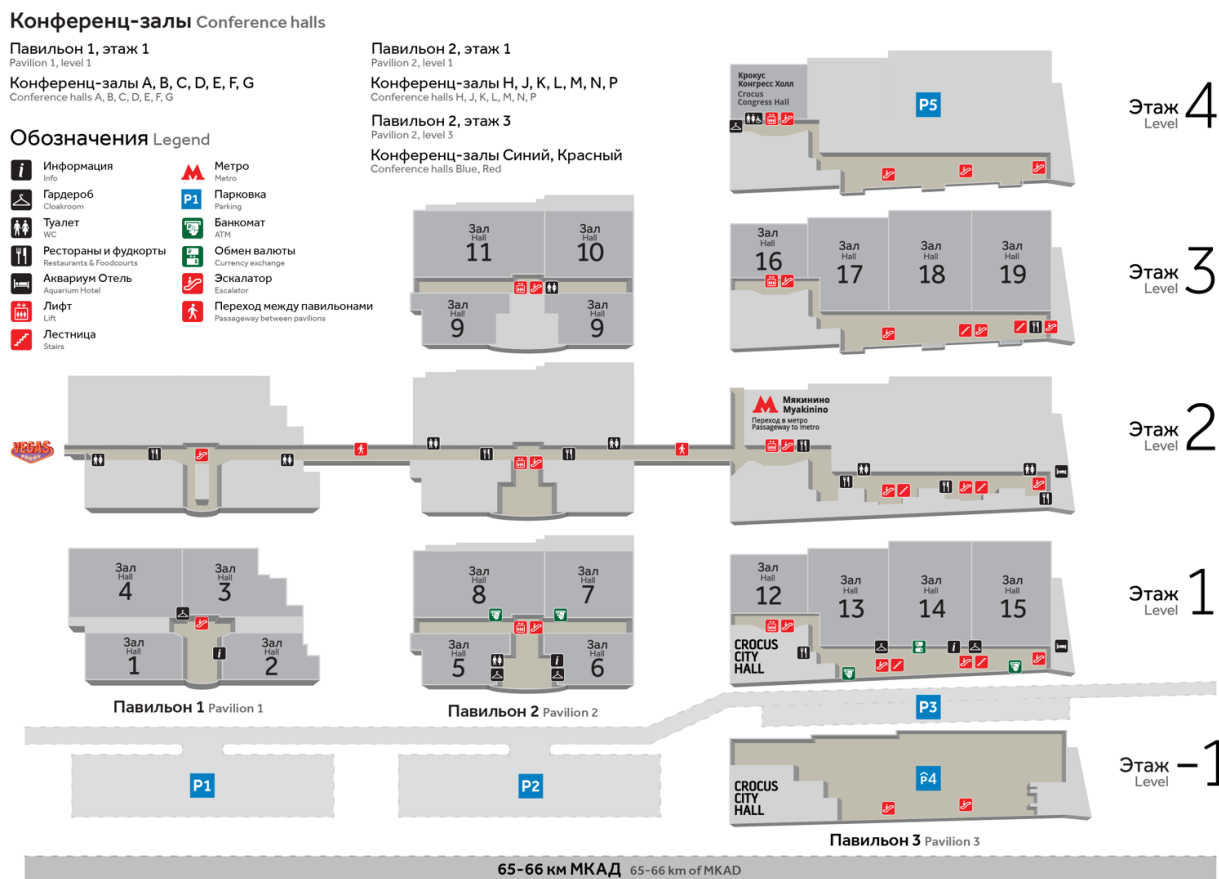 Конференц-залы Conference halls
Павильон 1, этаж 1
Pavilion 1, level 1
Конференц-залы A, B, C, D, E, F, G
Conference halls A, B, C, D, E, F, G
Павильон 2, этаж 1
Pavilion 2, level 1
Конференц-залы H, J, K, L, M, N, P
Conference halls H, J, K, L, M, N, P
Павильон 2, этаж 3
Pavilion 2, level 3
Конференц-залы Синий, Красный
Conference halls Blue, Red
Обозначения Legend
Информация
Info
Гардероб
Cloakroom
Туалет
WC
Рестораны и фудкорты
Restaurants & Foodcourts
Аквариум Отель
Aquarium Hotel
Лифт
Lift
Лестница
Stairs
Метро
Metro
P1 Парковка
Parking
Банкомат
ATM
Обмен валюты
Currency exchange
Эскалатор
Escalator
Переход между павильонами
Passageway between pavilions
Крокус
Конгресс Холл
Crocus
Congress Hall
P5
Этаж 4
Level
Зал
Hall
11
Зал
Hall
10
Зал
Hall
9
Зал
Hall
9
Зал
Hall
16
Зал
Hall
17
Зал
Hall
18
Зал
Hall
19
Этаж 3
Level
VEGAS
Мякинино
Myakinino
Переход в метро
Passageway to metro
Этаж 2
Level
Зал
Hall
4
Зал
Hall
3
Зал
Hall
1
Зал
Hall
2
Павильон 1 Pavilion 1
Зал
Hall
8
Зал
Hall
7
Зал
Hall
5
Зал
Hall
6
Павильон 2 Pavilion 2
Зал
Hall
12
Зал
Hall
13
Зал
Hall
14
Зал
Hall
15
CROCUS
CITY
HALL
Этаж 1
Level
P3
P1
P2
P4
CROCUS
CITY
HALL
Этаж -1
Level
Павильон 3 Pavilion 3
65-66 км МКАД 65-66 km of MKAD